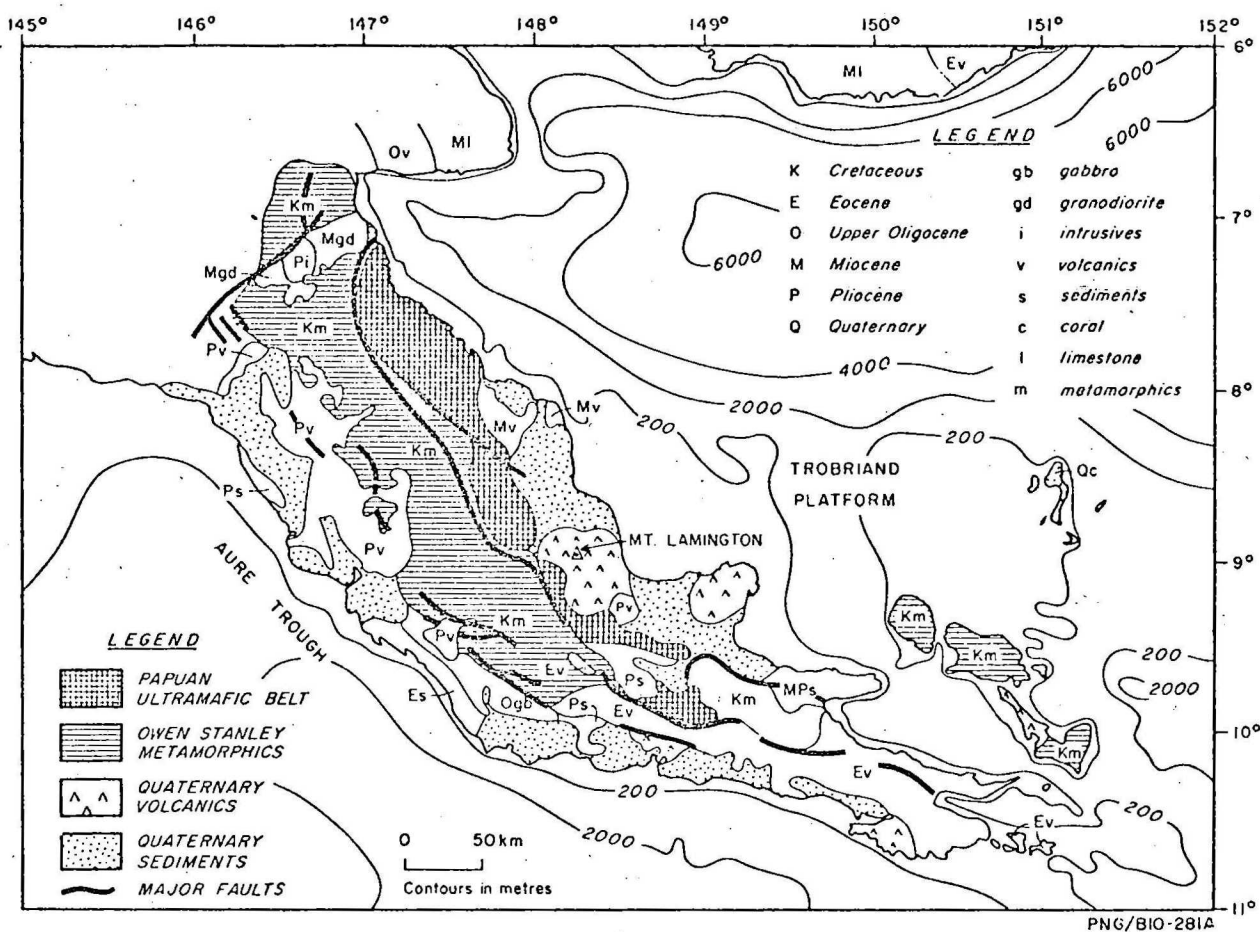 145°
146°
147°
148°
149°
150°
151°
152°
6°
7°
8°
9°
10°
11°
Ml
Ev
6000
6000
Ov
Ml
LEGEND
K Cretaceous
E Eocene
O Upper Oligocene
M Miocene
P Pliocene
Q Quaternary
gb gabbro
gd granodiorite
i intrusives
v volcanics
s sediments
c coral
l limestone
m metamorphics
Km
Mgd
Mgd
Pi
6000
Km
Pv
4000
2000
200
200
Mv
Mv
Pv
Km
TROBRIAND
PLATFORM
Qc
Ps
Pv
MT. LAMINGTON
AURE
TROUGH
Pv
Km
Km
Km
Pv
Ev
Ps
Km
MPs
200
2000
Es
Ogb
Ps
Ev
Km
Ev
200
2000
200
Ev
LEGEND
PAPUAN
ULTRAMAFIC BELT
OWEN STANLEY
METAMORPHICS
QUATERNARY
VOLCANICS
QUATERNARY
SEDIMENTS
MAJOR FAULTS
0 50 km
Contours in metres
PNG/B10-281A